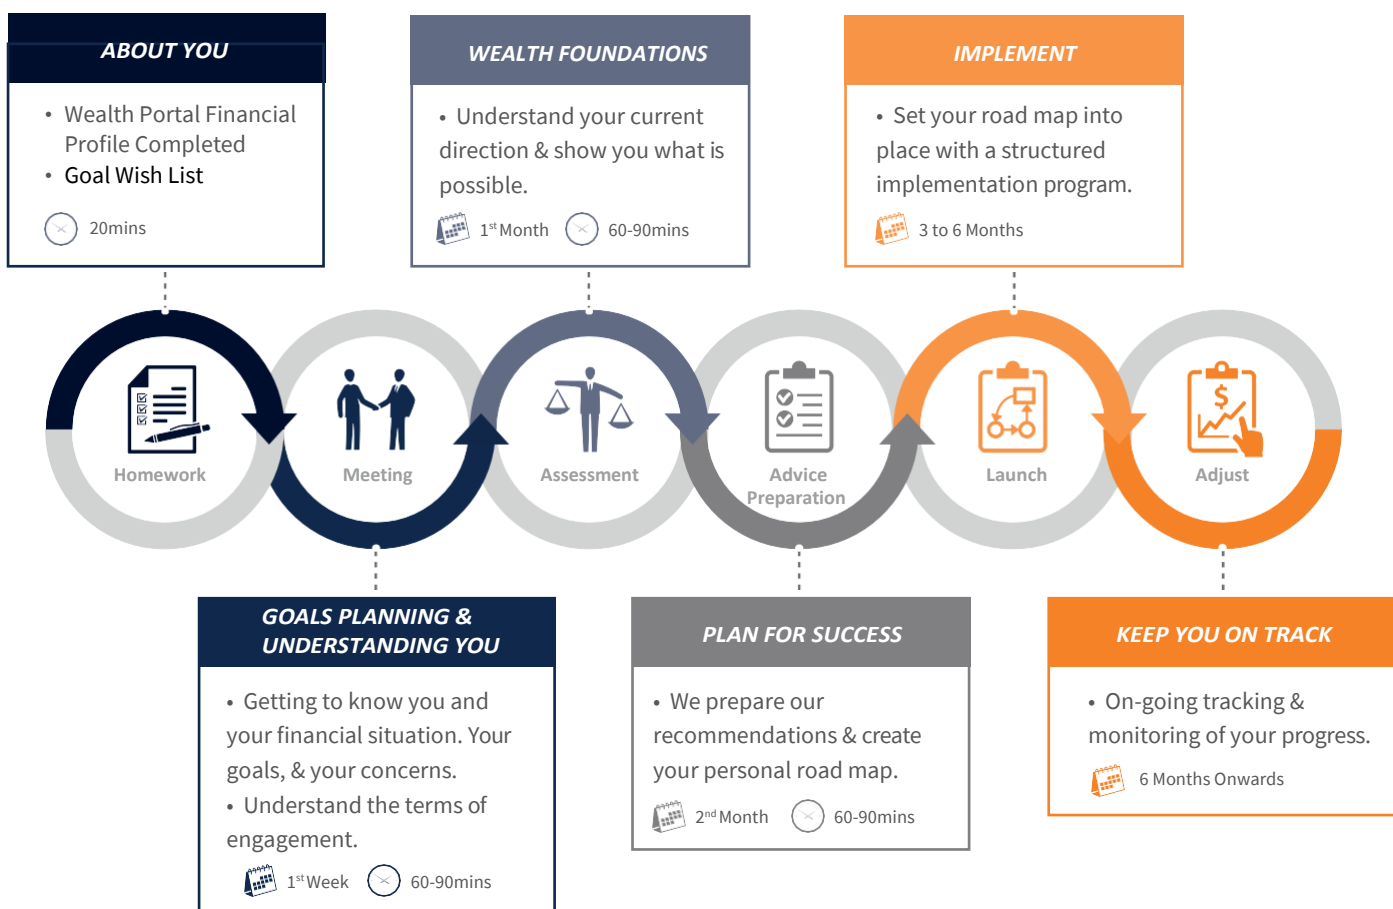 ABOUT YOU
• Wealth Portal Financial
Profile Completed
• Goal Wish List
20mins
WEALTH FOUNDATIONS
• Understand your current
direction & show you what is
possible.
1st Month 60-90mins
IMPLEMENT
• Set your road map into
place with a structured
implementation program.
3 to 6 Months
Homework
Meeting
Assessment
Advice
Preparation
Launch
$
Adjust
GOALS PLANNING &
UNDERSTANDING YOU
• Getting to know you and
your financial situation. Your
goals, & your concerns.
• Understand the terms of
engagement.
1st Week 60-90mins
PLAN FOR SUCCESS
• We prepare our
recommendations & create
your personal road map.
2nd Month 60-90mins
KEEP YOU ON TRACK
• On-going tracking &
monitoring of your progress.
6 Months Onwards